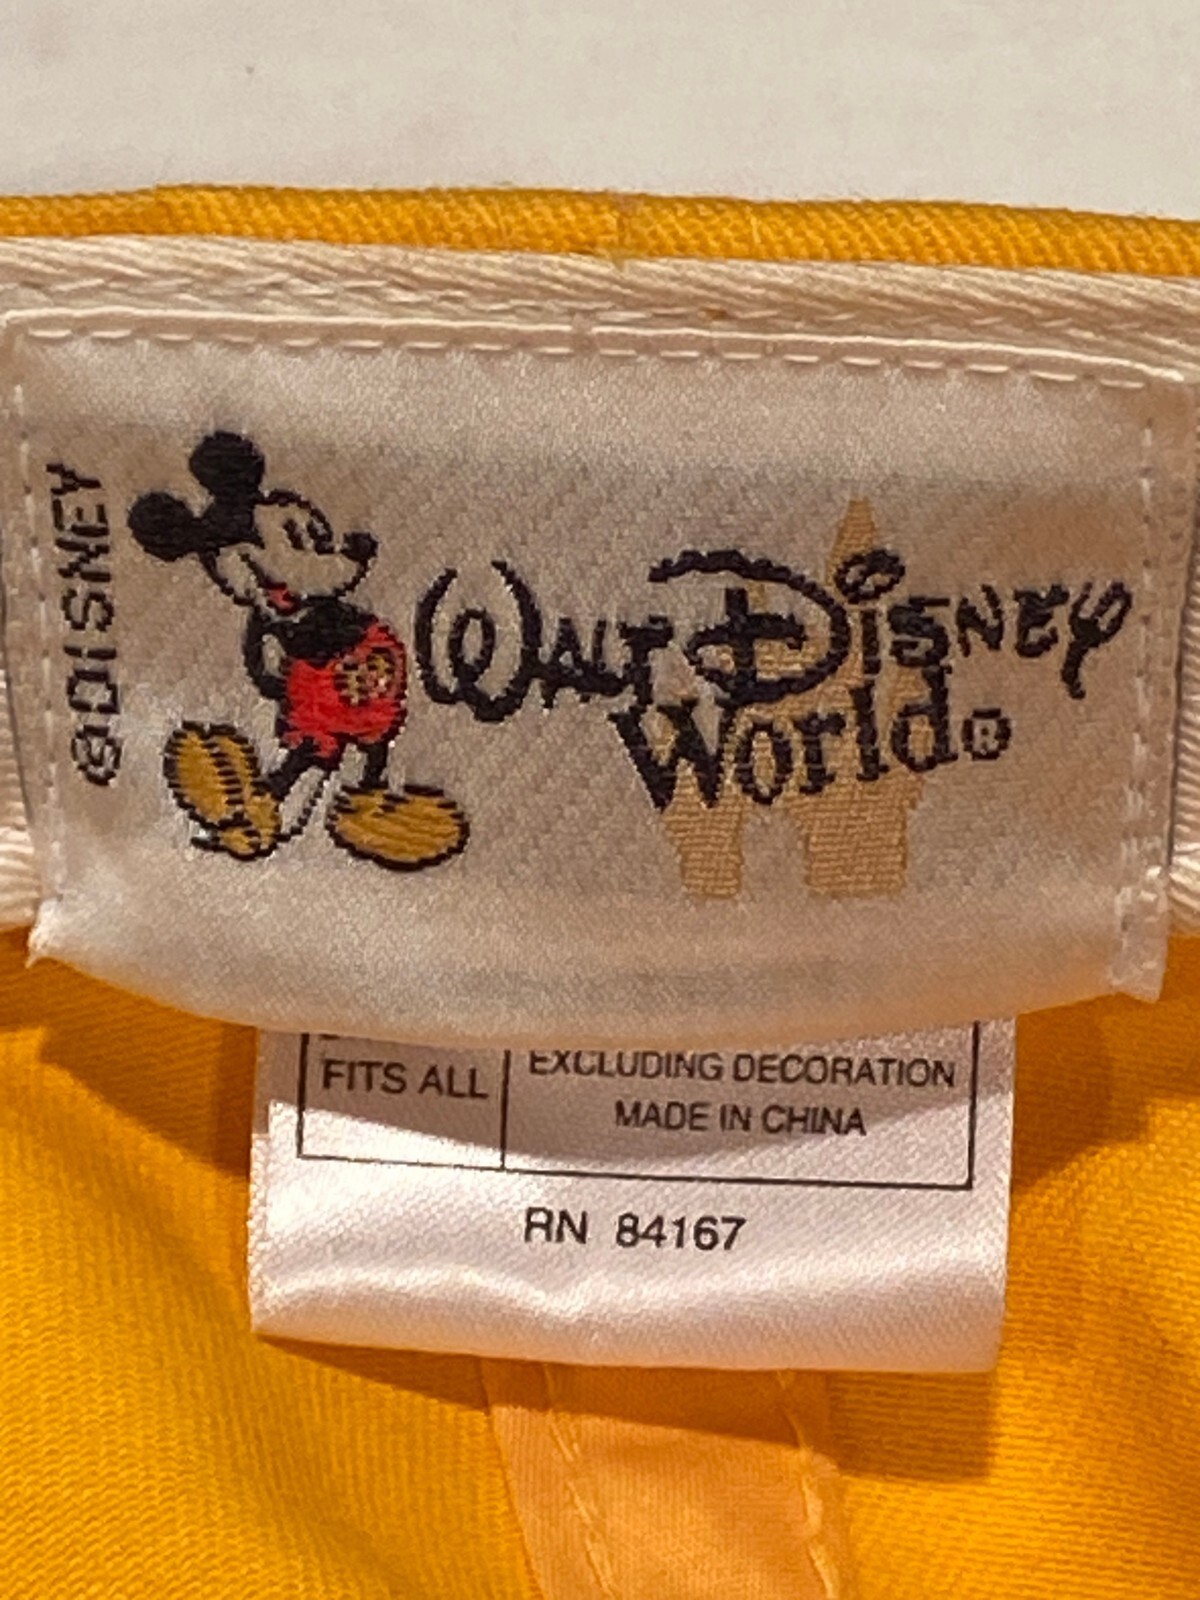 ©DISNEY
WALT DISNEY
World®
FITS ALL
EXCLUDING DECORATION
MADE IN CHINA
RN 84167